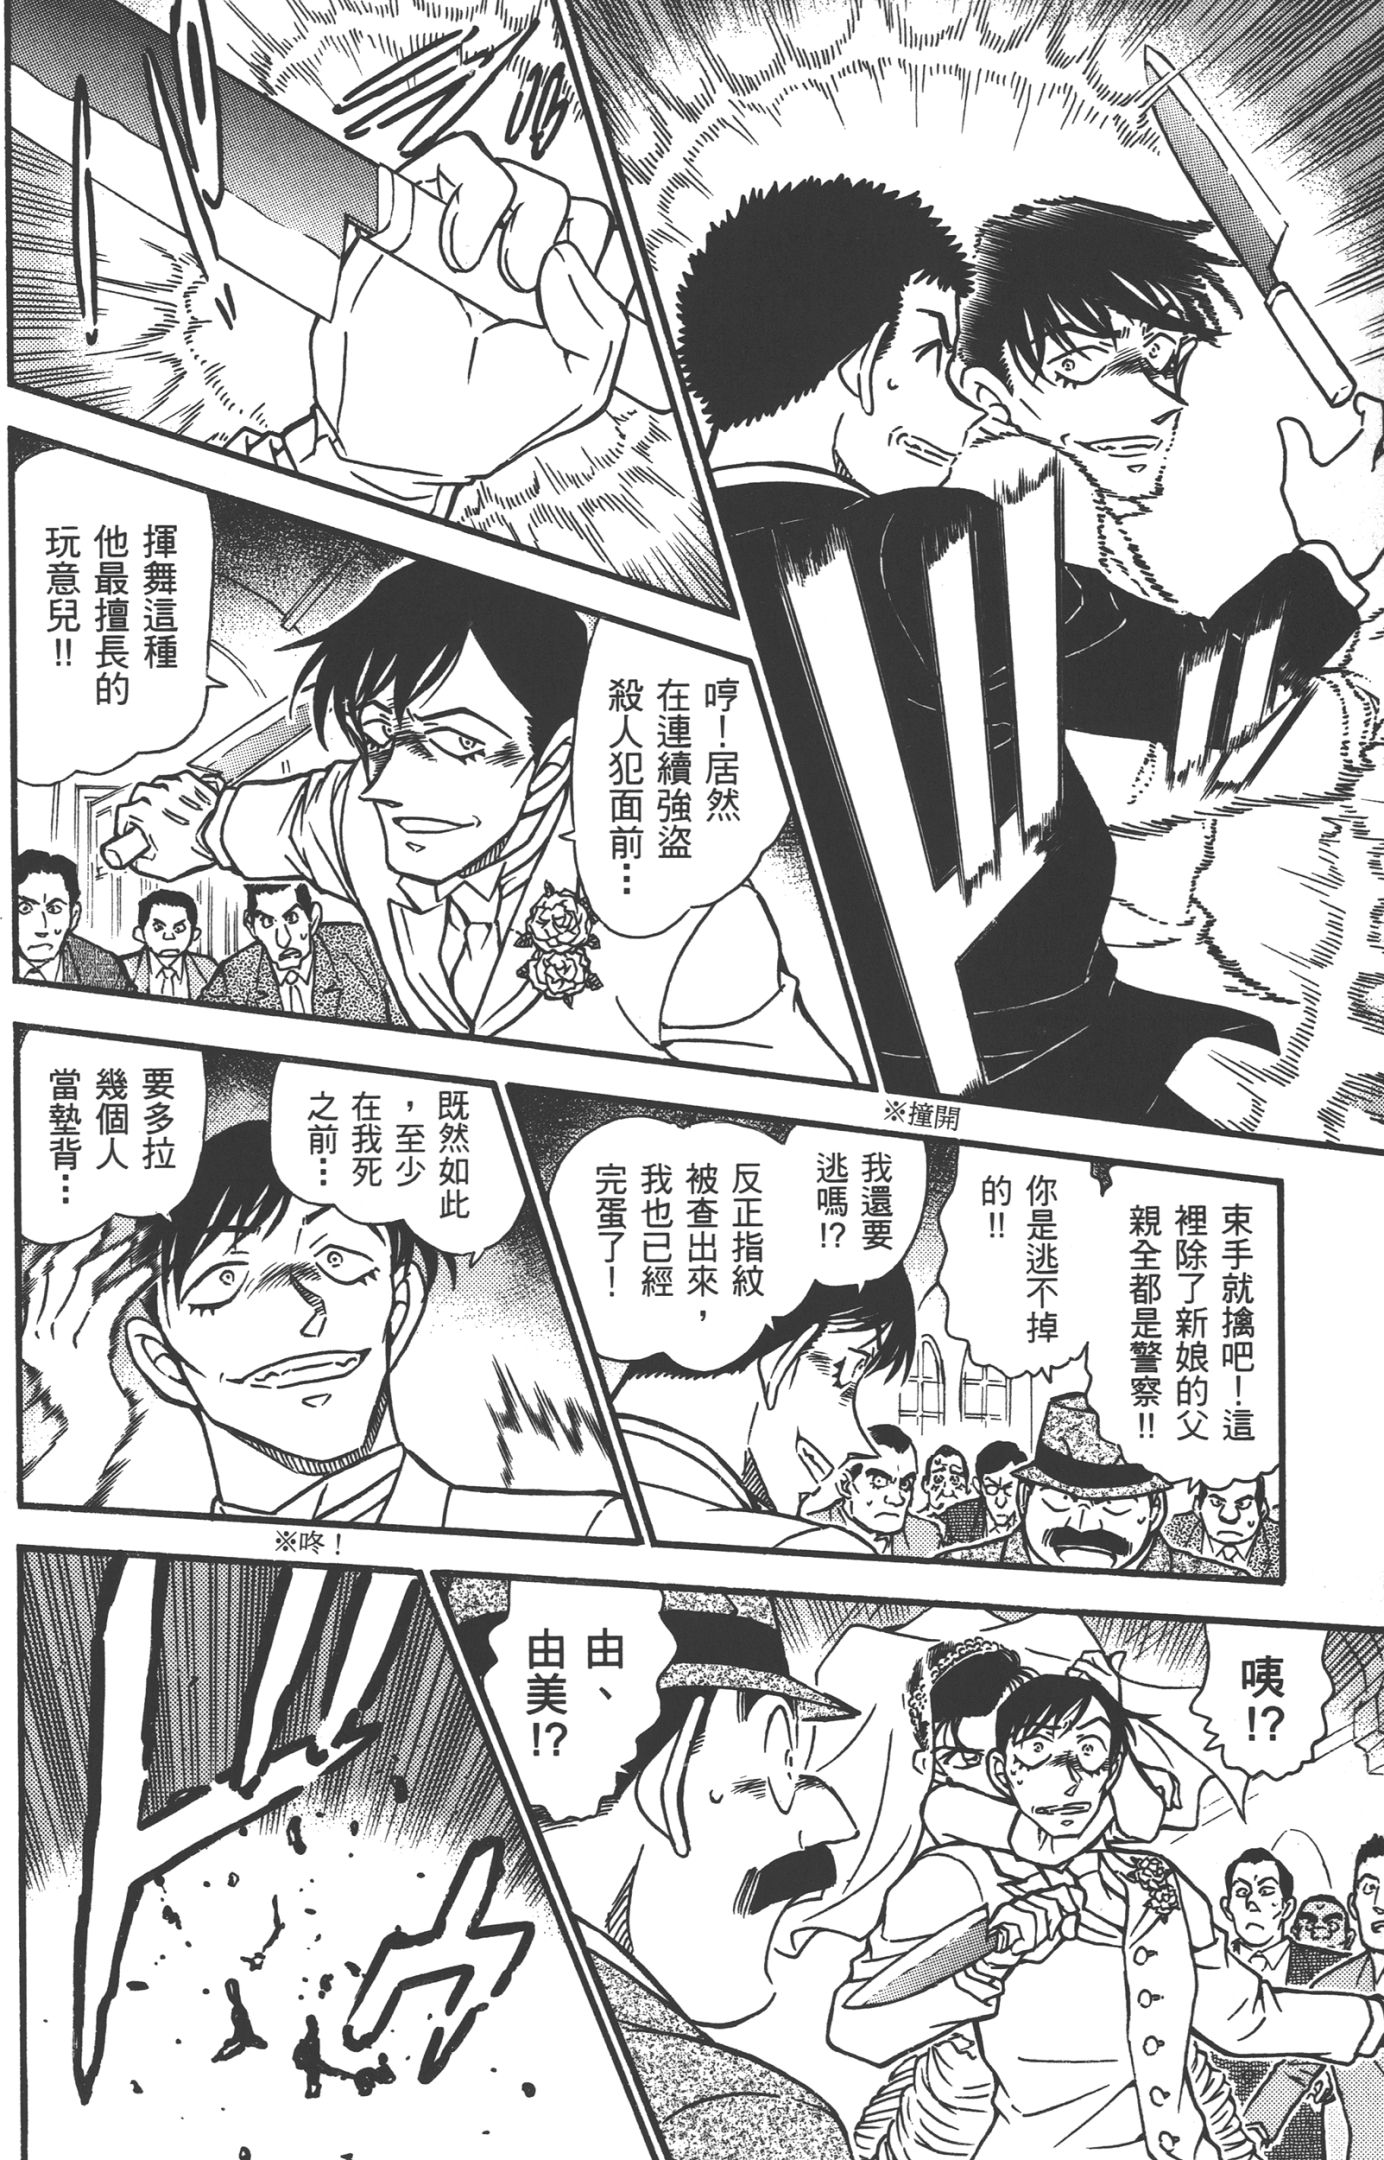 哼！居然
在連續強盜
殺人犯面前…
揮舞這種
他最擅長的
玩意兒!!
※撞開
束手就擒吧！這
裡除了新娘的父
親全都是警察!!
你是逃不掉
的!!
我還要
逃嗎!?
反正指紋
被查出來，
我也已經
完蛋了！
既然如此
，至少
在我死
之前…
要多拉
幾個人
當墊背…
※咚！
咦!?
由、
由美!?